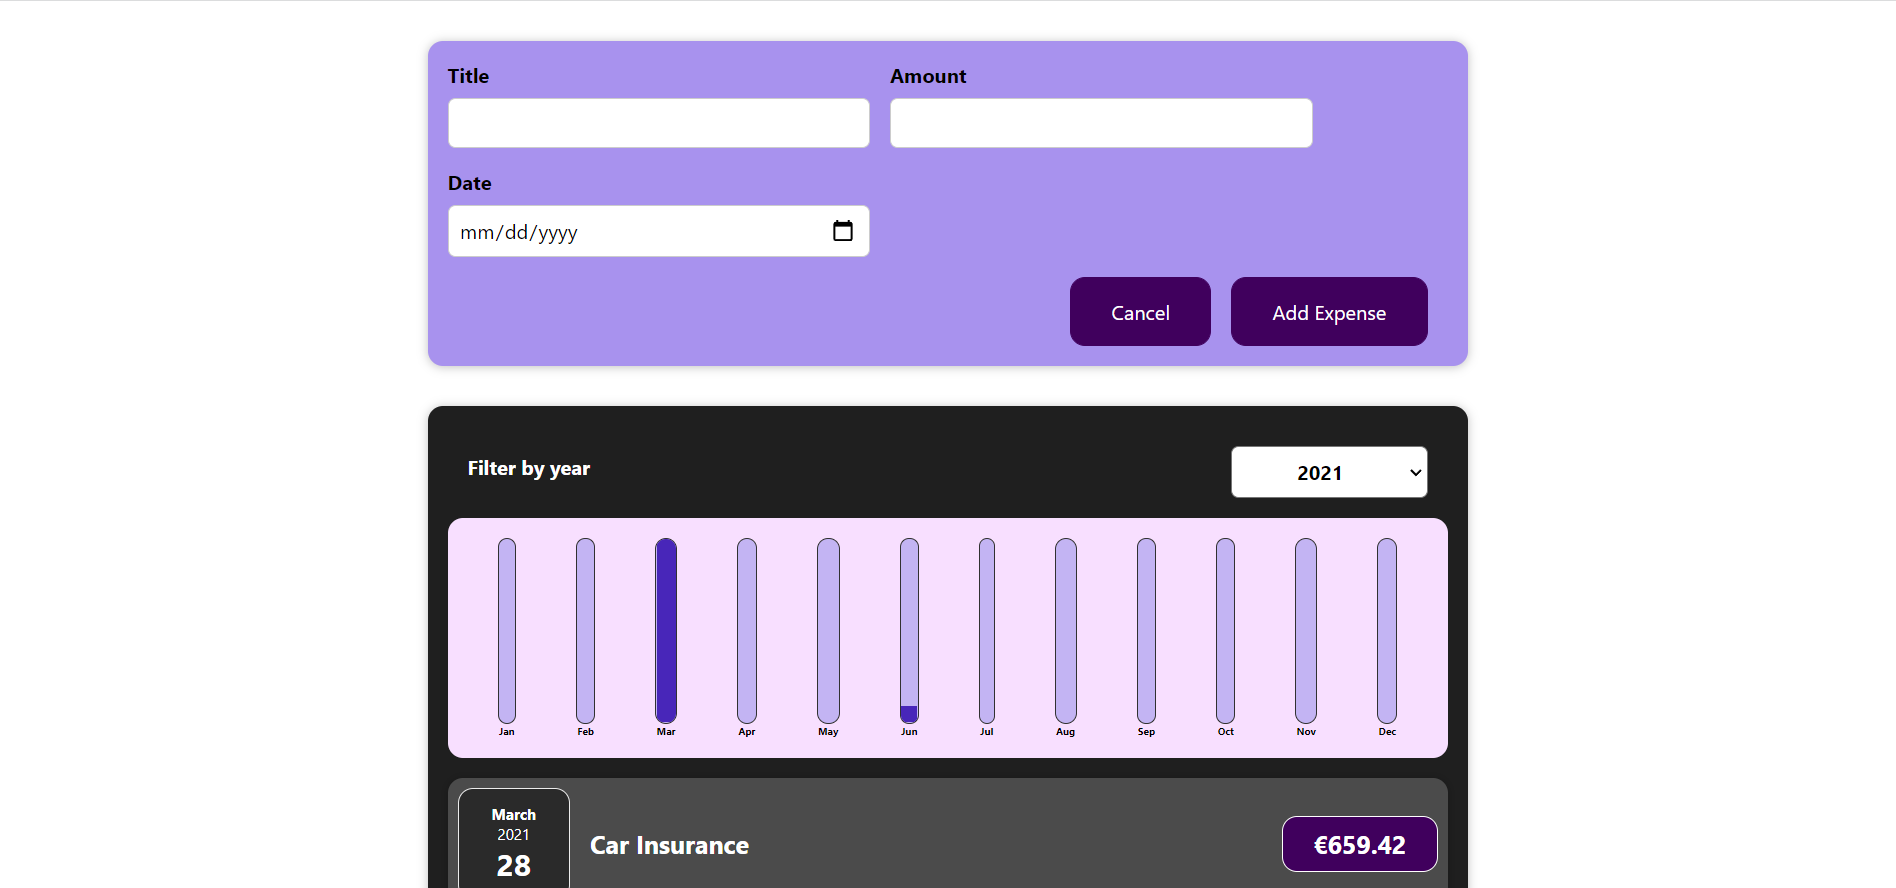 Title
Amount
Date
mm/dd/yyyy
Cancel
Add Expense
Filter by year
2021
Jan Feb Mar Apr May Jun Jul Aug Sep Oct Nov Dec
March
2021
28
Car Insurance
€659.42